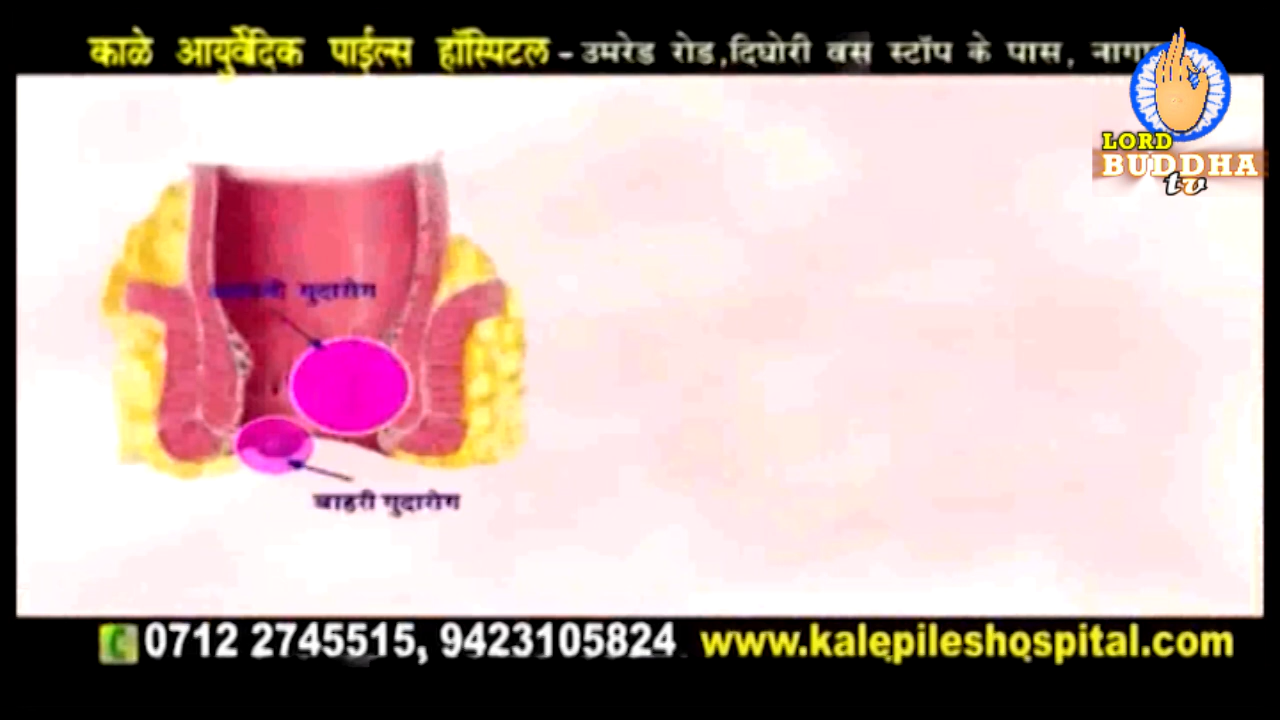 काळे आयुर्वेदिक पाईल्स हॉस्पिटल - उमरेड रोड,दिघोरी बस स्टॉप के पास,
LORD
BUDDHA
tv
गुदारोग
बाहरी गुदारोग
0712 2745515, 9423105824 www.kalepileshospital.com